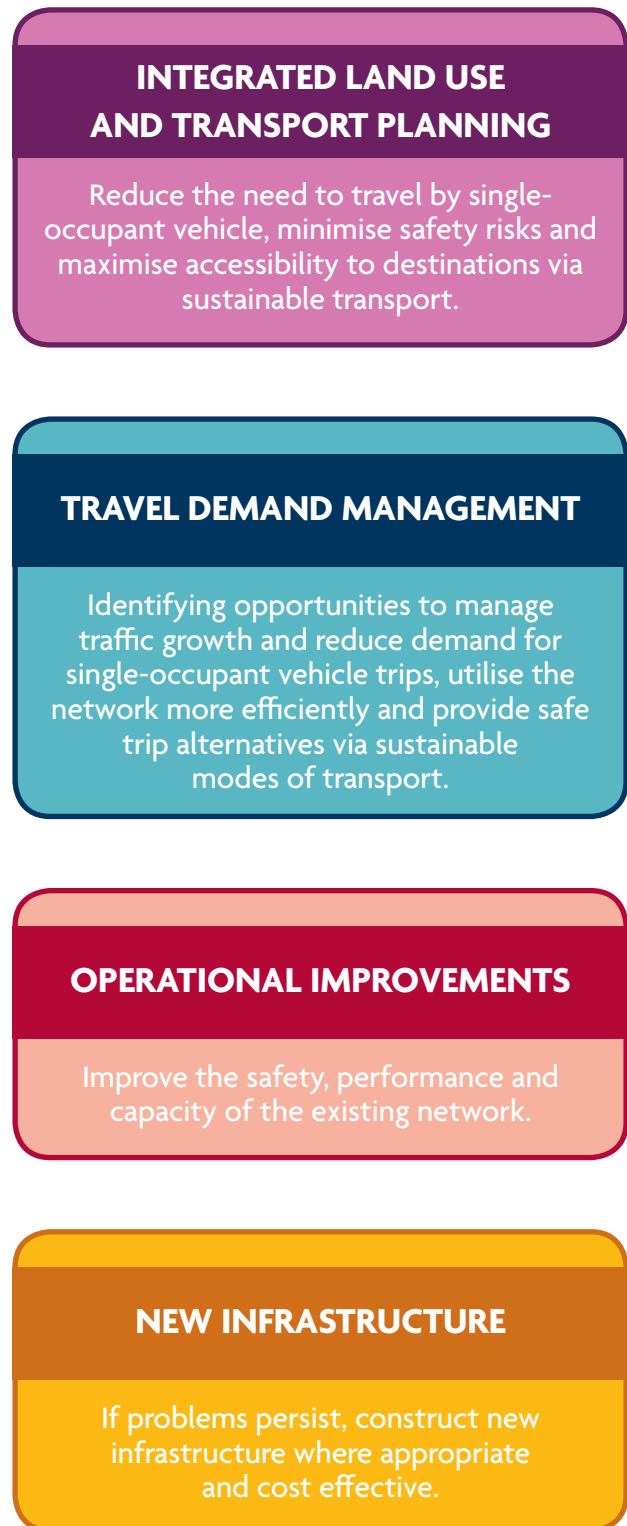 INTEGRATED LAND USE
AND TRANSPORT PLANNING
Reduce the need to travel by single-
occupant vehicle, minimise safety risks and
maximise accessibility to destinations via
sustainable transport.
TRAVEL DEMAND MANAGEMENT
Identifying opportunities to manage
traffic growth and reduce demand for
single-occupant vehicle trips, utilise the
network more efficiently and provide safe
trip alternatives via sustainable
modes of transport.
OPERATIONAL IMPROVEMENTS
Improve the safety, performance and
capacity of the existing network.
NEW INFRASTRUCTURE
If problems persist, construct new
infrastructure where appropriate
and cost effective.